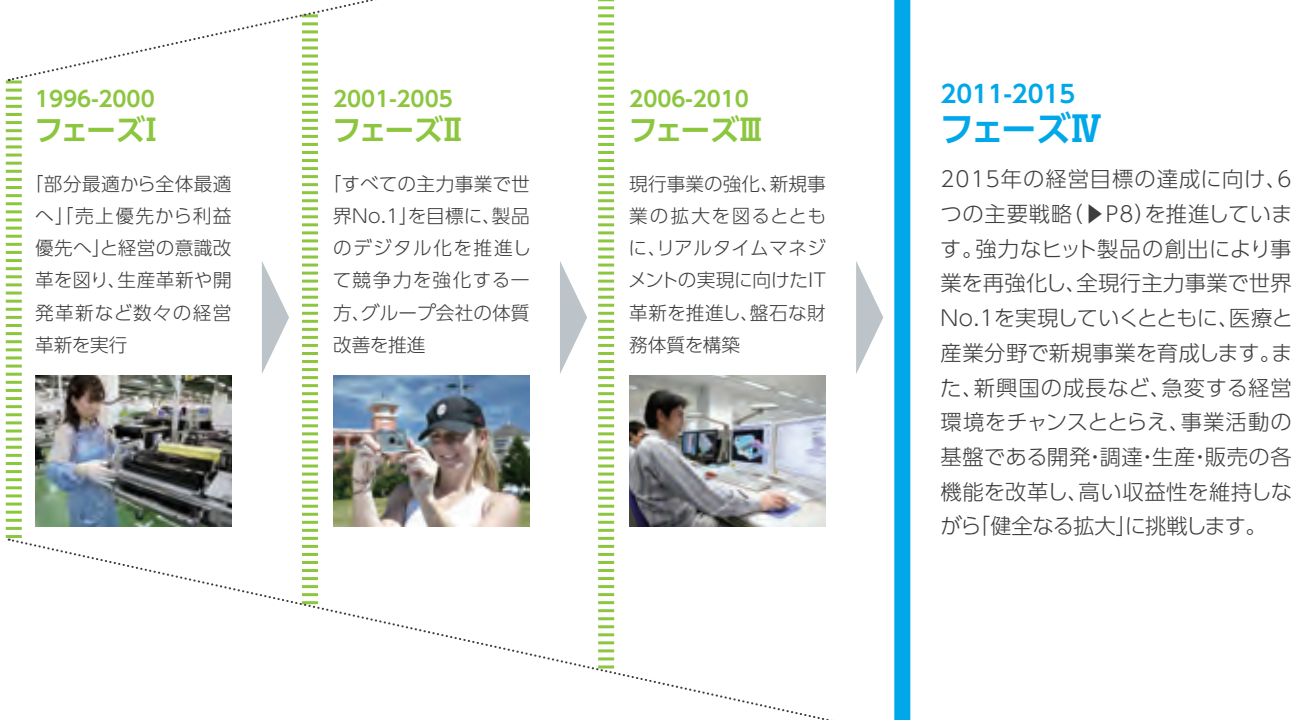 1996-2000
フェーズⅠ
「部分最適から全体最適
へ」「売上優先から利益
優先へ」と経営の意識改
革を図り、生産革新や開
発革新など数々の経営
革新を実行
2001-2005
フェーズⅡ
「すべての主力事業で世
界No.1」を目標に、製品
のデジタル化を推進し
て競争力を強化する一
方、グループ会社の体質
改善を推進
2006-2010
フェーズⅢ
現行事業の強化、新規事
業の拡大を図るととも
に、リアルタイムマネジ
メントの実現に向けたIT
革新を推進し、盤石な財
務体質を構築
2011-2015
フェーズⅣ
2015年の経営目標の達成に向け、6
つの主要戦略(▶P8)を推進していま
す。強力なヒット製品の創出により事
業を再強化し、全現行主力事業で世界
No.1を実現していくとともに、医療と
産業分野で新規事業を育成します。ま
た、新興国の成長など、急変する経営
環境をチャンスととらえ、事業活動の
基盤である開発・調達・生産・販売の各
機能を改革し、高い収益性を維持しな
がら「健全なる拡大」に挑戦します。